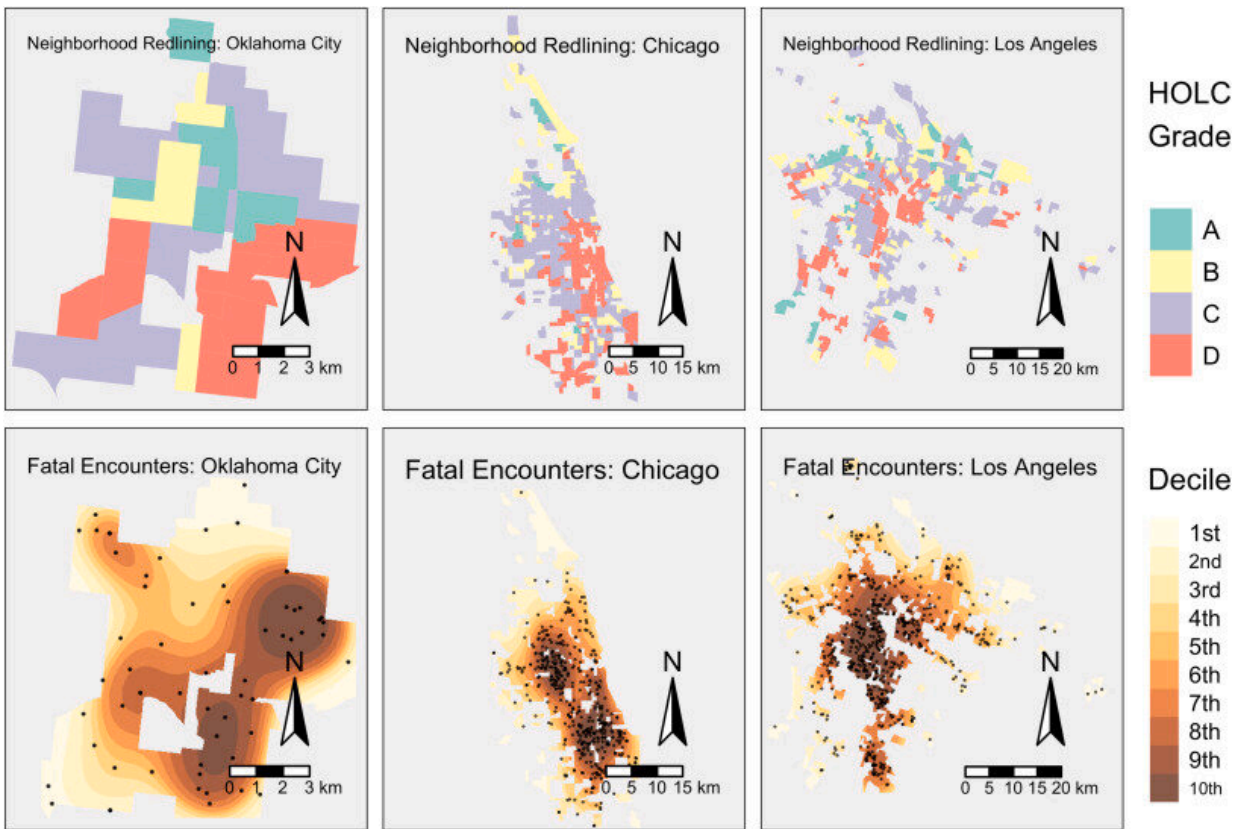 Neighborhood Redlining: Oklahoma City
N
0 1 2 3 km
Neighborhood Redlining: Chicago
N
0 5 10 15 km
Neighborhood Redlining: Los Angeles
N
0 5 10 15 20 km
HOLC
Grade
A
B
C
D
Fatal Encounters: Oklahoma City
N
0 1 2 3 km
Fatal Encounters: Chicago
N
0 5 10 15 km
Fatal Encounters: Los Angeles
N
0 5 10 15 20 km
Decile
1st
2nd
3rd
4th
5th
6th
7th
8th
9th
10th